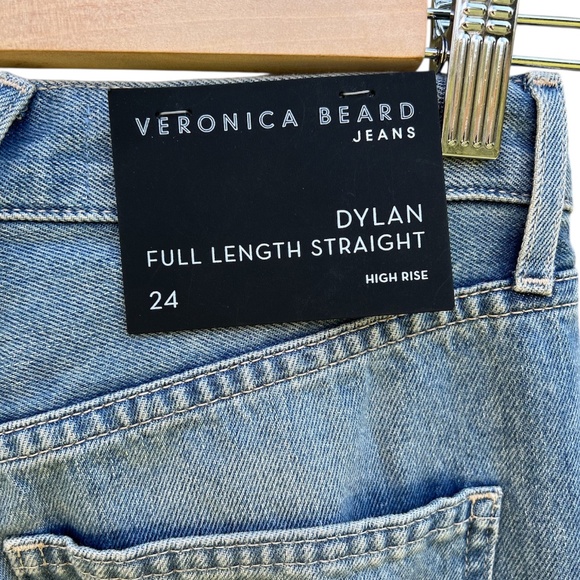 VERONICA BEARD
JEANS
DYLAN
FULL LENGTH STRAIGHT
HIGH RISE
24